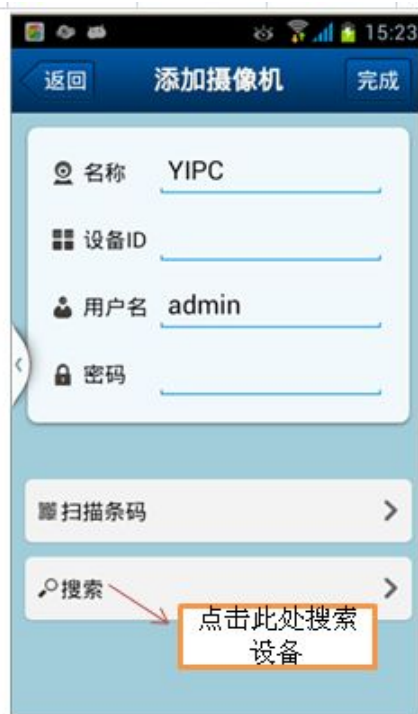 15:23
返回 添加摄像机 完成
名称 YIPC
设备ID
用户名 admin
密码
扫描条码
搜索
点击此处搜索
设备